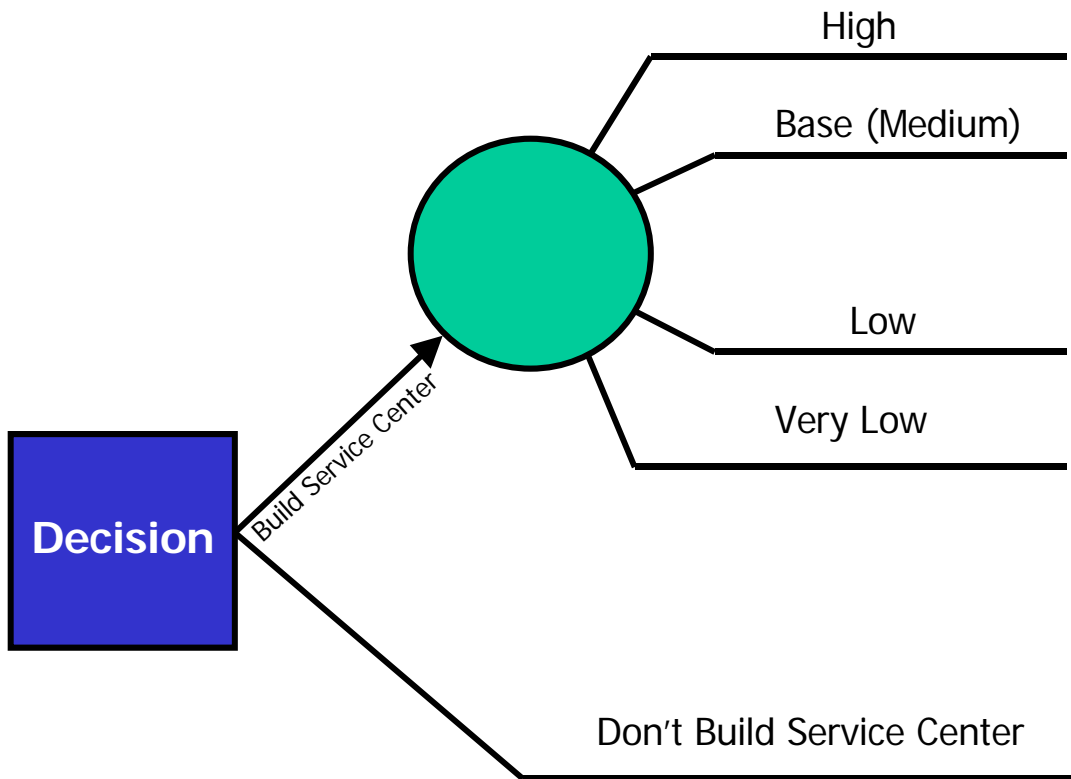 High
Base (Medium)
Low
Very Low
Build Service Center
Decision
Don't Build Service Center